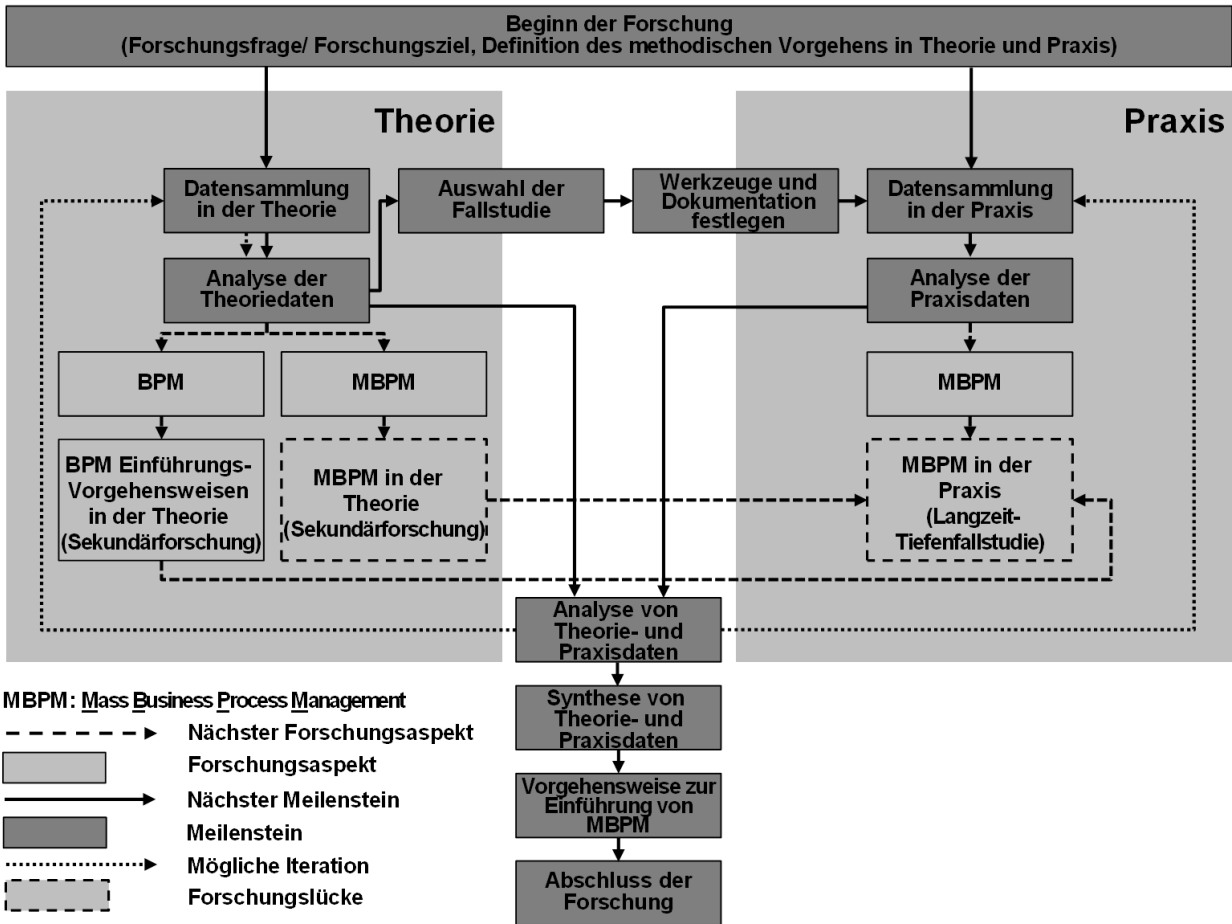 Beginn der Forschung
(Forschungsfrage/ Forschungsziel, Definition des methodischen Vorgehens in Theorie und Praxis)
Theorie
Praxis
Datensammlung
in der Theorie
Auswahl der
Fallstudie
Werkzeuge und
Dokumentation
festlegen
Datensammlung
in der Praxis
Analyse der
Theoriedaten
Analyse der
Praxisdaten
BPM
MBPM
MBPM
BPM Einführungs-
Vorgehensweisen
in der Theorie
(Sekundärforschung)
MBPM in der
Theorie
(Sekundärforschung)
MBPM in der
Praxis
(Langzeit-
Tiefenfallstudie)
Analyse von
Theorie- und
Praxisdaten
Synthese von
Theorie- und
Praxisdaten
Vorgehensweise zur
Einführung von
MBPM
Abschluss der
Forschung
MBPM: Mass Business Process Management
Nächster Forschungsaspekt
Forschungsaspekt
Nächster Meilenstein
Meilenstein
Mögliche Iteration
Forschungslücke